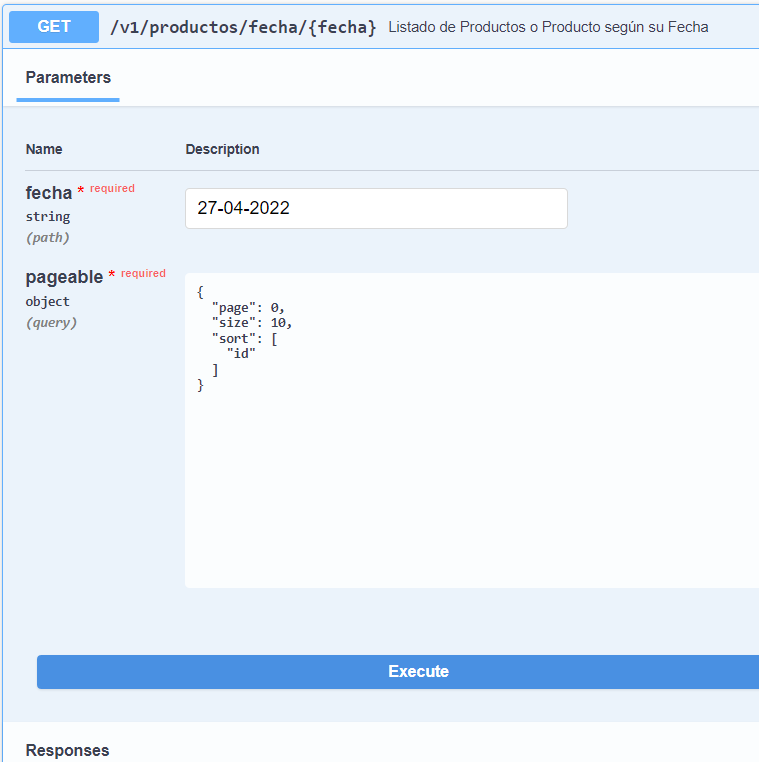 GET /v1/productos/fecha/{fecha} Listado de Productos o Producto según su Fecha
Parameters
Name Description
fecha * required
string
(path)
27-04-2022
pageable * required
object
(query)
{
  "page": 0,
  "size": 10,
  "sort": [
    "id"
  ]
}
Execute
Responses